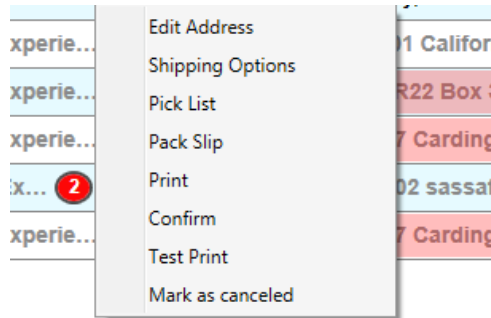 Edit Address
Shipping Options
Pick List
Pack Slip
Print
Confirm
Test Print
Mark as canceled
xperie...
xperie...
xperie...
x... 2
xperie...
01 Califor
R22 Box
7 Carding
02 sassaf
7 Carding